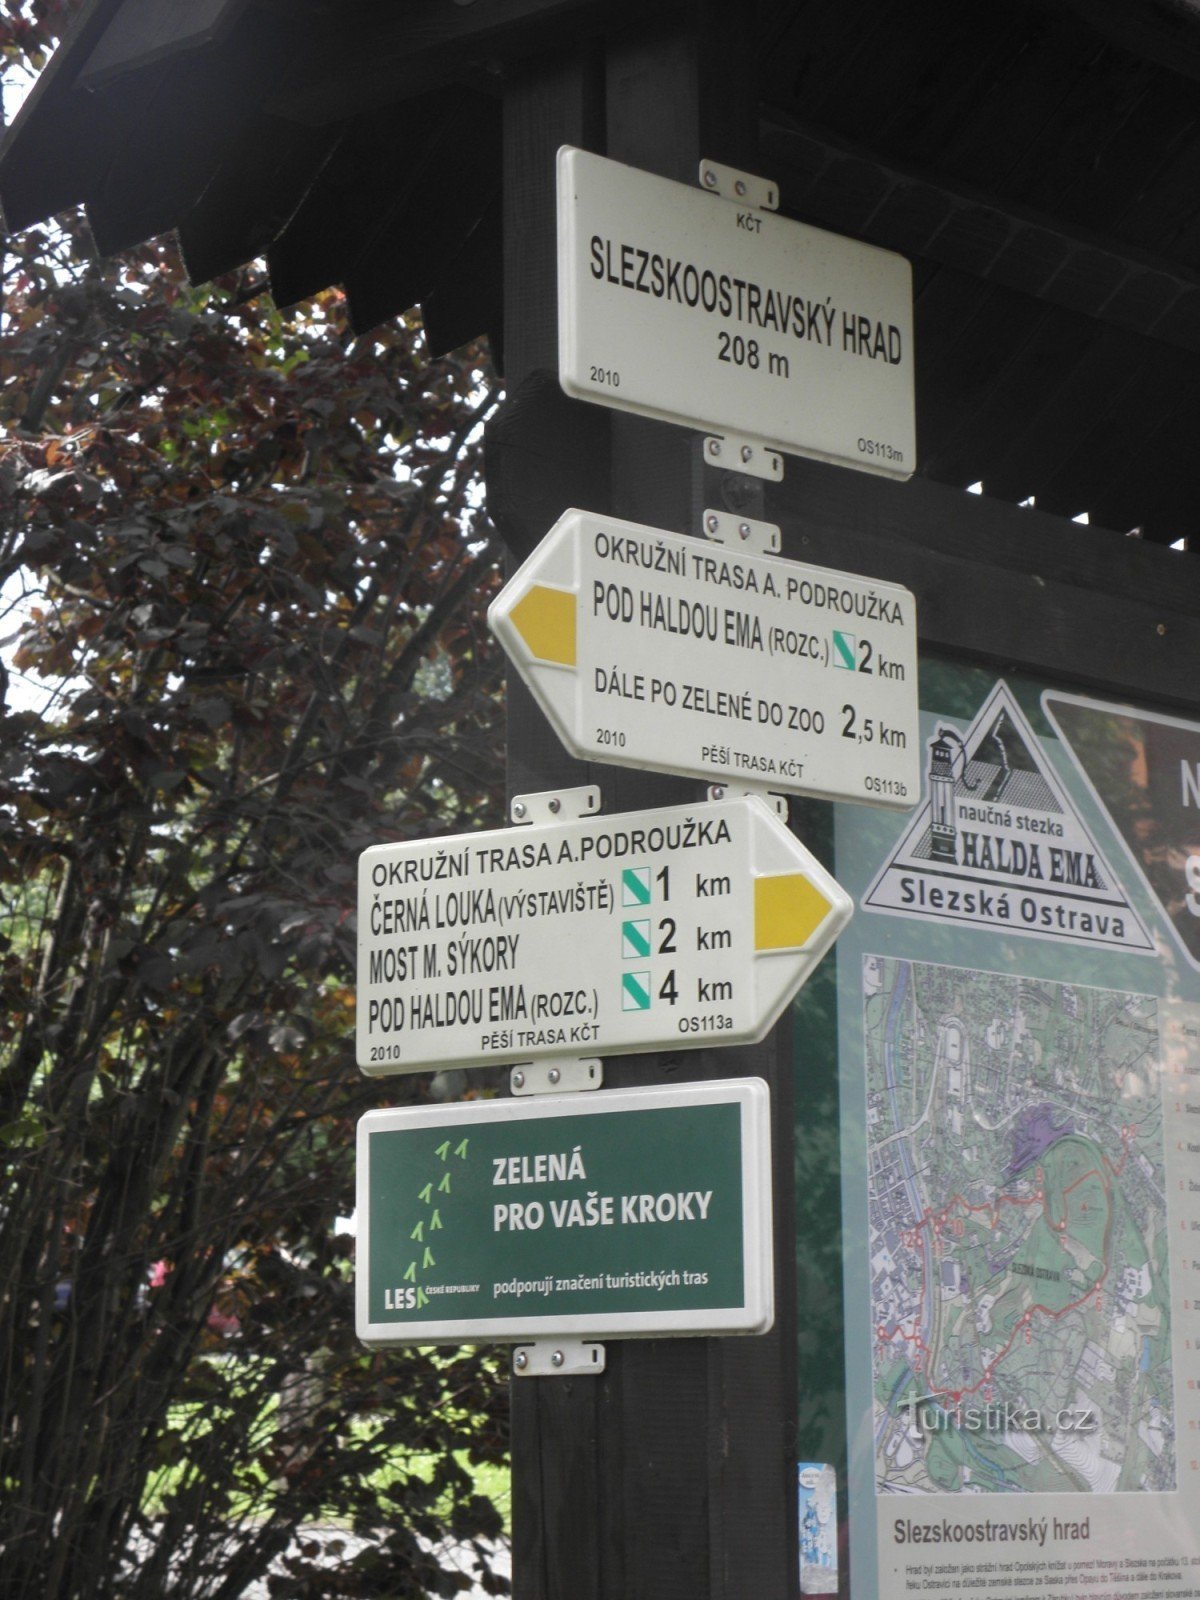 KČT
SLEZSKOOSTRAVSKÝ HRAD
208 m
2010
OS113m
OKRUŽNÍ TRASA A. PODROUŽKA
POD HALDOU EMA (ROZC.) 2 km
DÁLE PO ZELENÉ DO ZOO 2,5 km
2010
PĚŠÍ TRASA KČT
OS113b
OKRUŽNÍ TRASA A.PODROUŽKA
ČERNÁ LOUKA(VÝSTAVIŠTĚ) 1 km
MOST M. SÝKORY 2 km
POD HALDOU EMA (ROZC.) 4 km
2010
PĚŠÍ TRASA KČT
OS113a
ZELENÁ
PRO VAŠE KROKY
LES ČESKÉ REPUBLIKY
podporují značení turistických tras
naučná stezka
HALDA EMA
Slezská Ostrava
SLEZSKÁ OSTRAVA
Turistika.cz
Slezskoostravský hrad